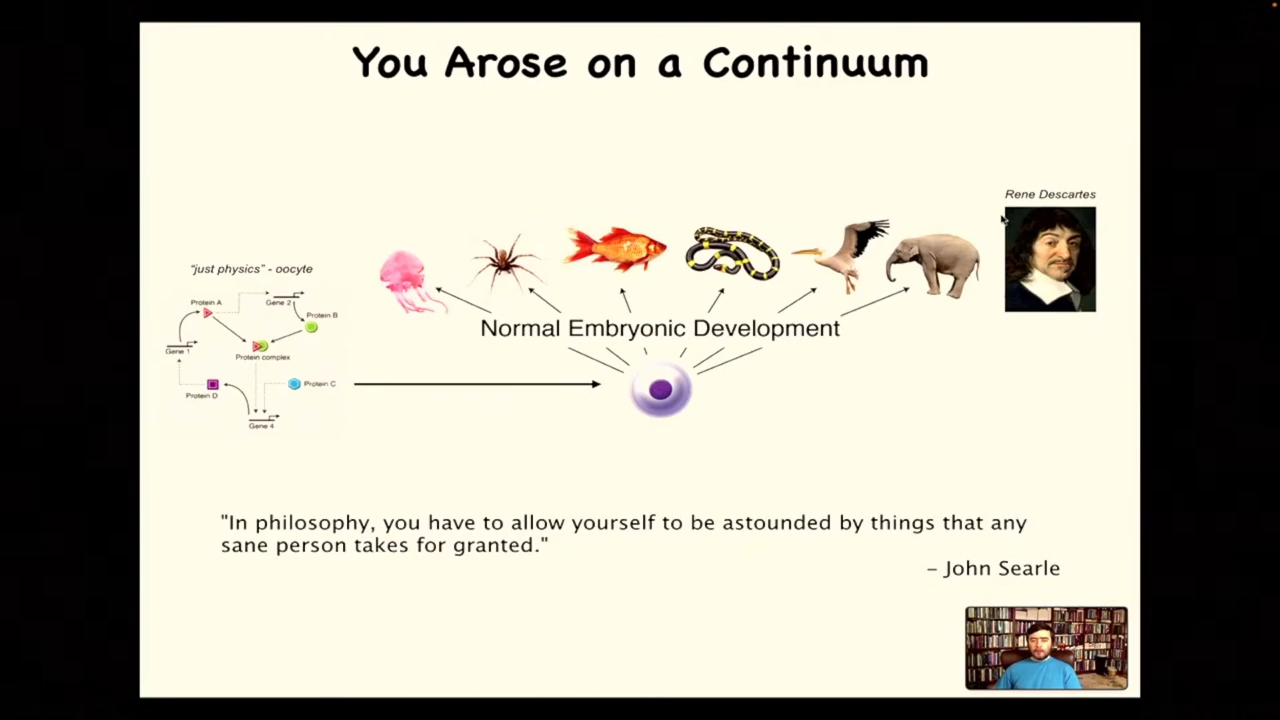 You Arose on a Continuum
Rene Descartes
"just physics" - oocyte
Protein A
Gene 2
Protein B
Gene 1
Protein complex
Protein D
Protein C
Gene 4
Normal Embryonic Development
"In philosophy, you have to allow yourself to be astounded by things that any
sane person takes for granted."
– John Searle